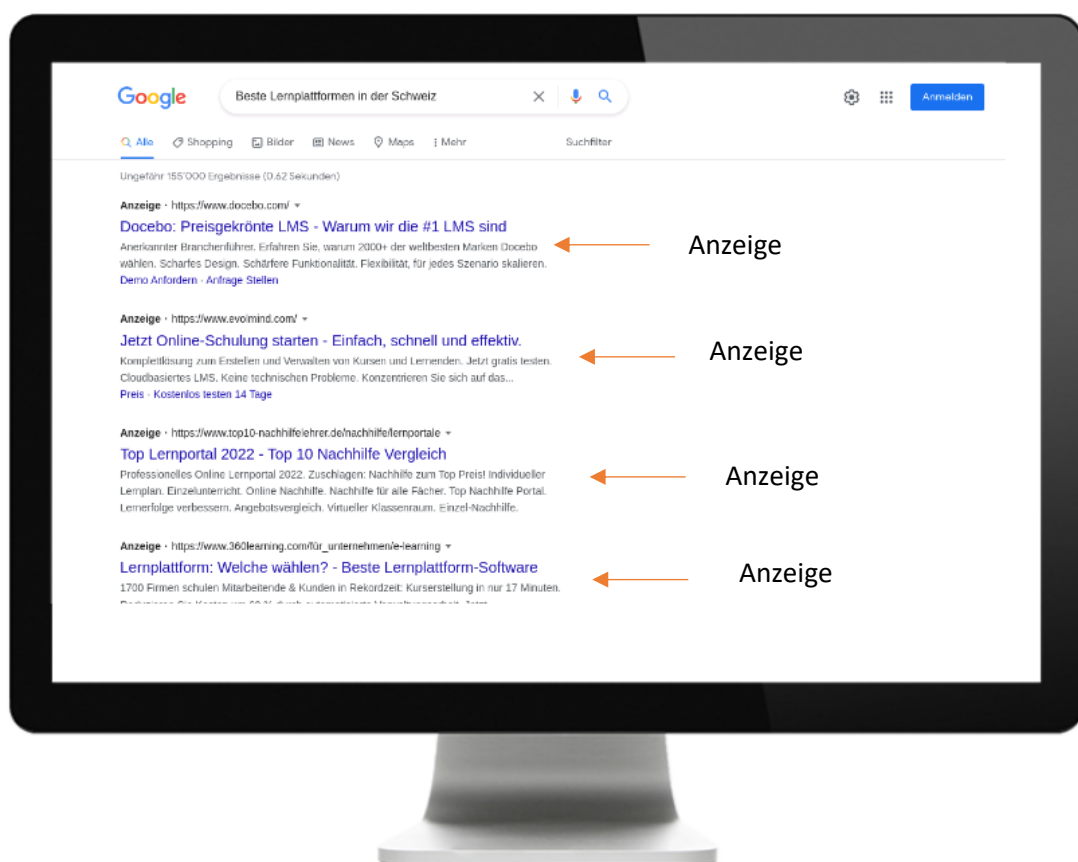 Google
Beste Lernplattformen in der Schweiz
Anmelden
Alle Shopping Bilder News Maps Mehr Suchfilter
Ungefähr 155'000 Ergebnisse (0.62 Sekunden)
Anzeige · https://www.docebo.com/
Docebo: Preisgekrönte LMS - Warum wir die #1 LMS sind
Anerkannter Branchenführer. Erfahren Sie, warum 2000+ der weltbesten Marken Docebo
wählen. Scharfes Design. Schärfere Funktionalität. Flexibilität, für jedes Szenario skalieren.
Demo Anfordern · Anfrage Stellen
Anzeige
Anzeige · https://www.evolmind.com/
Jetzt Online-Schulung starten - Einfach, schnell und effektiv.
Komplettlösung zum Erstellen und Verwalten von Kursen und Lernenden. Jetzt gratis testen.
Cloudbasiertes LMS. Keine technischen Probleme. Konzentrieren Sie sich auf das...
Preis · Kostenlos testen 14 Tage
Anzeige
Anzeige · https://www.top10-nachhilfelehrer.de/nachhilfe/lernportale
Top Lernportal 2022 - Top 10 Nachhilfe Vergleich
Professionelles Online Lernportal 2022. Zuschlagen: Nachhilfe zum Top Preis! Individueller
Lernplan. Einzelunterricht. Online Nachhilfe. Nachhilfe für alle Fächer. Top Nachhilfe Portal.
Lernerfolge verbessern. Angebotsvergleich. Virtueller Klassenraum. Einzel-Nachhilfe.
Anzeige
Anzeige · https://www.360learning.com/für_unternehmen/e-learning
Lernplattform: Welche wählen? - Beste Lernplattform-Software
1700 Firmen schulen Mitarbeitende & Kunden in Rekordzeit: Kurserstellung in nur 17 Minuten.
Anzeige